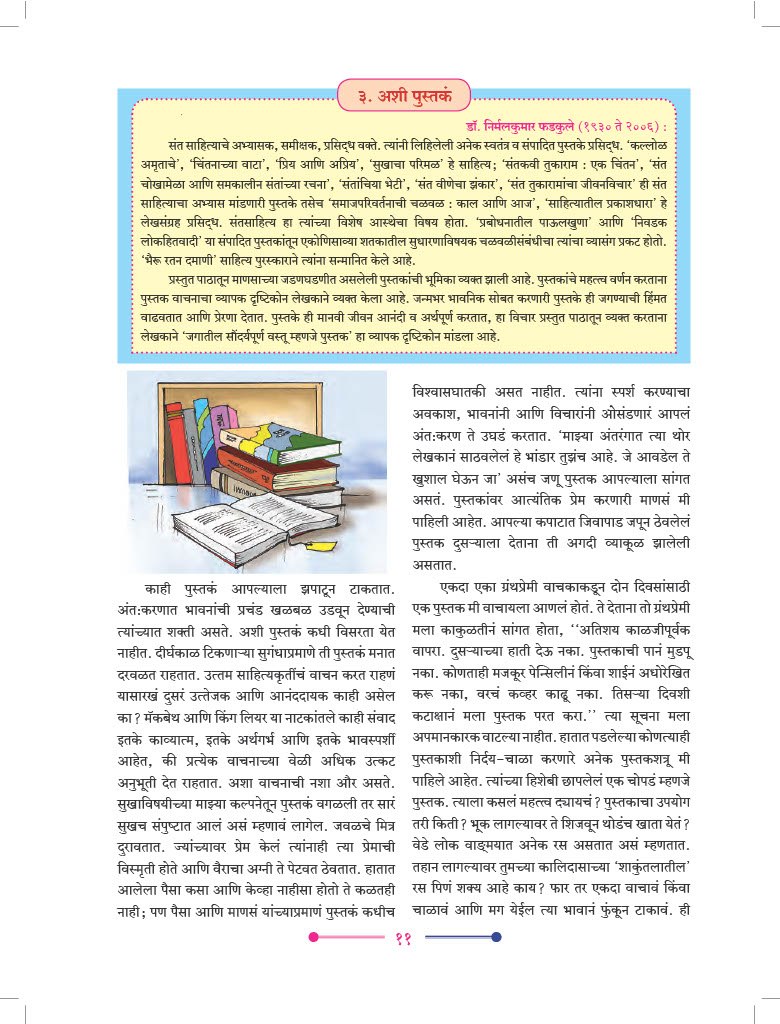 ३. अशी पुस्तकं
डॉ. निर्मलकुमार फडकुले (१९३० ते २००६) :
संत साहित्याचे अभ्यासक, समीक्षक, प्रसिद्ध वक्ते. त्यांनी लिहिलेली अनेक स्वतंत्र व संपादित पुस्तके प्रसिद्ध. ‘कल्लोळ
अमृताचे’, ‘चिंतनाच्या वाटा’, ‘प्रिय आणि अप्रिय’, ‘सुखाचा परिमळ’ हे साहित्य; ‘संतकवी तुकाराम : एक चिंतन’, ‘संत
चोखामेळा आणि समकालीन संतांच्या रचना’, ‘संतांचिया भेटी’, ‘संत वीणेचा झंकार’, ‘संत तुकारामांचा जीवनविचार’ ही संत
साहित्याचा अभ्यास मांडणारी पुस्तके तसेच ‘समाजपरिवर्तनाची चळवळ : काल आणि आज’, ‘साहित्यातील प्रकाशधारा’ हे
लेखसंग्रह प्रसिद्ध. संतसाहित्य हा त्यांच्या विशेष आस्थेचा विषय होता. ‘प्रबोधनातील पाऊलखुणा’ आणि ‘निवडक
लोकहितवादी’ या संपादित पुस्तकांतून एकोणिसाव्या शतकातील सुधारणाविषयक चळवळीसंबंधीचा त्यांचा व्यासंग प्रकट होतो.
‘भैरू रतन दमाणी’ साहित्य पुरस्काराने त्यांना सन्मानित केले आहे.
प्रस्तुत पाठातून माणसाच्या जडणघडणीत असलेली पुस्तकांची भूमिका व्यक्त झाली आहे. पुस्तकांचे महत्त्व वर्णन करताना
पुस्तक वाचनाचा व्यापक दृष्टिकोन लेखकाने व्यक्त केला आहे. जन्मभर भावनिक सोबत करणारी पुस्तके ही जगण्याची हिंमत
वाढवतात आणि प्रेरणा देतात. पुस्तके ही मानवी जीवन आनंदी व अर्थपूर्ण करतात, हा विचार प्रस्तुत पाठातून व्यक्त करताना
लेखकाने ‘जगातील सौंदर्यपूर्ण वस्तू म्हणजे पुस्तक’ हा व्यापक दृष्टिकोन मांडला आहे.
काही पुस्तकं आपल्याला झपाटून टाकतात.
अंत:करणात भावनांची प्रचंड खळबळ उडवून देण्याची
त्यांच्यात शक्ती असते. अशी पुस्तकं कधी विसरता येत
नाहीत. दीर्घकाळ टिकणाऱ्या सुगंधाप्रमाणे ती पुस्तकं मनात
दरवळत राहतात. उत्तम साहित्यकृतींचं वाचन करत राहणं
यासारखं दुसरं उत्तेजक आणि आनंददायक काही असेल
का? मॅकबेथ आणि किंग लियर या नाटकांतले काही संवाद
इतके काव्यात्म, इतके अर्थगर्भ आणि इतके भावस्पर्शी
आहेत, की प्रत्येक वाचनाच्या वेळी अधिक उत्कट
अनुभूती देत राहतात. अशा वाचनाची नशा और असते.
सुखाविषयीच्या माझ्या कल्पनेतून पुस्तकं वगळली तर सारं
सुखच संपुष्टात आलं असं म्हणावं लागेल. जवळचे मित्र
दुरावतात. ज्यांच्यावर प्रेम केलं त्यांनाही त्या प्रेमाची
विस्मृती होते आणि वैराचा अग्नी ते पेटवत ठेवतात. हातात
आलेला पैसा कसा आणि केव्हा नाहीसा होतो ते कळतही
नाही; पण पैसा आणि माणसं यांच्याप्रमाणं पुस्तकं कधीच
विश्वासघातकी असत नाहीत. त्यांना स्पर्श करण्याचा
अवकाश, भावनांनी आणि विचारांनी ओसंडणारं आपलं
अंत:करण ते उघडं करतात. ‘माझ्या अंतरंगात त्या थोर
लेखकानं साठवलेलं हे भांडार तुझंच आहे. जे आवडेल ते
खुशाल घेऊन जा’ असंच जणू पुस्तक आपल्याला सांगत
असतं. पुस्तकांवर आत्यंतिक प्रेम करणारी माणसं मी
पाहिली आहेत. आपल्या कपाटात जिवापाड जपून ठेवलेलं
पुस्तक दुसऱ्याला देताना ती अगदी व्याकूळ झालेली
असतात.
एकदा एका ग्रंथप्रेमी वाचकाकडून दोन दिवसांसाठी
एक पुस्तक मी वाचायला आणलं होतं. ते देताना तो ग्रंथप्रेमी
मला काकुळतीनं सांगत होता, ‘‘अतिशय काळजीपूर्वक
वापरा. दुसऱ्याच्या हाती देऊ नका. पुस्तकाची पानं मुडपू
नका. कोणताही मजकूर पेन्सिलीनं किंवा शाईनं अधोरेखित
करू नका, वरचं कव्हर काढू नका. तिसऱ्या दिवशी
कटाक्षानं मला पुस्तक परत करा.’’ त्या सूचना मला
अपमानकारक वाटल्या नाहीत. हातात पडलेल्या कोणत्याही
पुस्तकाशी निर्दय-चाळा करणारे अनेक पुस्तकशत्रू मी
पाहिले आहेत. त्यांच्या हिशेबी छापलेलं एक चोपडं म्हणजे
पुस्तक. त्याला कसलं महत्त्व द्यायचं? पुस्तकाचा उपयोग
तरी किती? भूक लागल्यावर ते शिजवून थोडंच खाता येतं?
वेडे लोक वाङ्‌मयात अनेक रस असतात असं म्हणतात.
तहान लागल्यावर तुमच्या कालिदासाच्या ‘शाकुंतलातील’
रस पिणं शक्य आहे काय? फार तर एकदा वाचावं किंवा
चाळावं आणि मग येईल त्या भावानं फुंकून टाकावं. ही
११